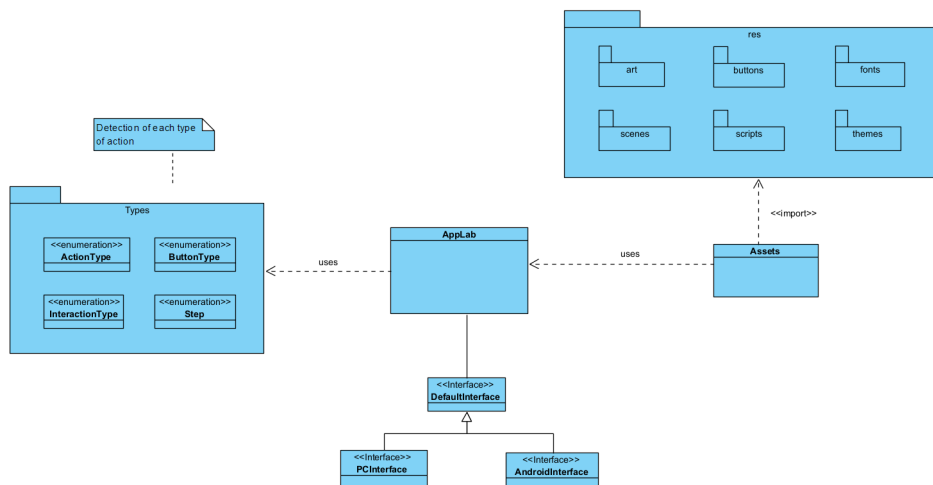 res
art
buttons
fonts
scenes
scripts
themes
Detection of each type
of action
Types
<<enumeration>>
ActionType
<<enumeration>>
ButtonType
<<enumeration>>
InteractionType
<<enumeration>>
Step
uses
AppLab
uses
<<import>>
Assets
<<Interface>>
DefaultInterface
<<Interface>>
PCInterface
<<Interface>>
AndroidInterface